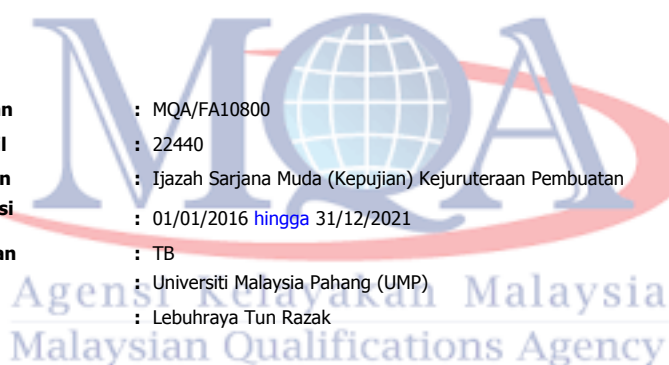 MQA
an : MQA/FA10800
l : 22440
n : Ijazah Sarjana Muda (Kepujian) Kejuruteraan Pembuatan
si : 01/01/2016 hingga 31/12/2021
an : TB
: Universiti Malaysia Pahang (UMP)
: Lebuhraya Tun Razak
Agensi Kelayakan Malaysia
Malaysian Qualifications Agency